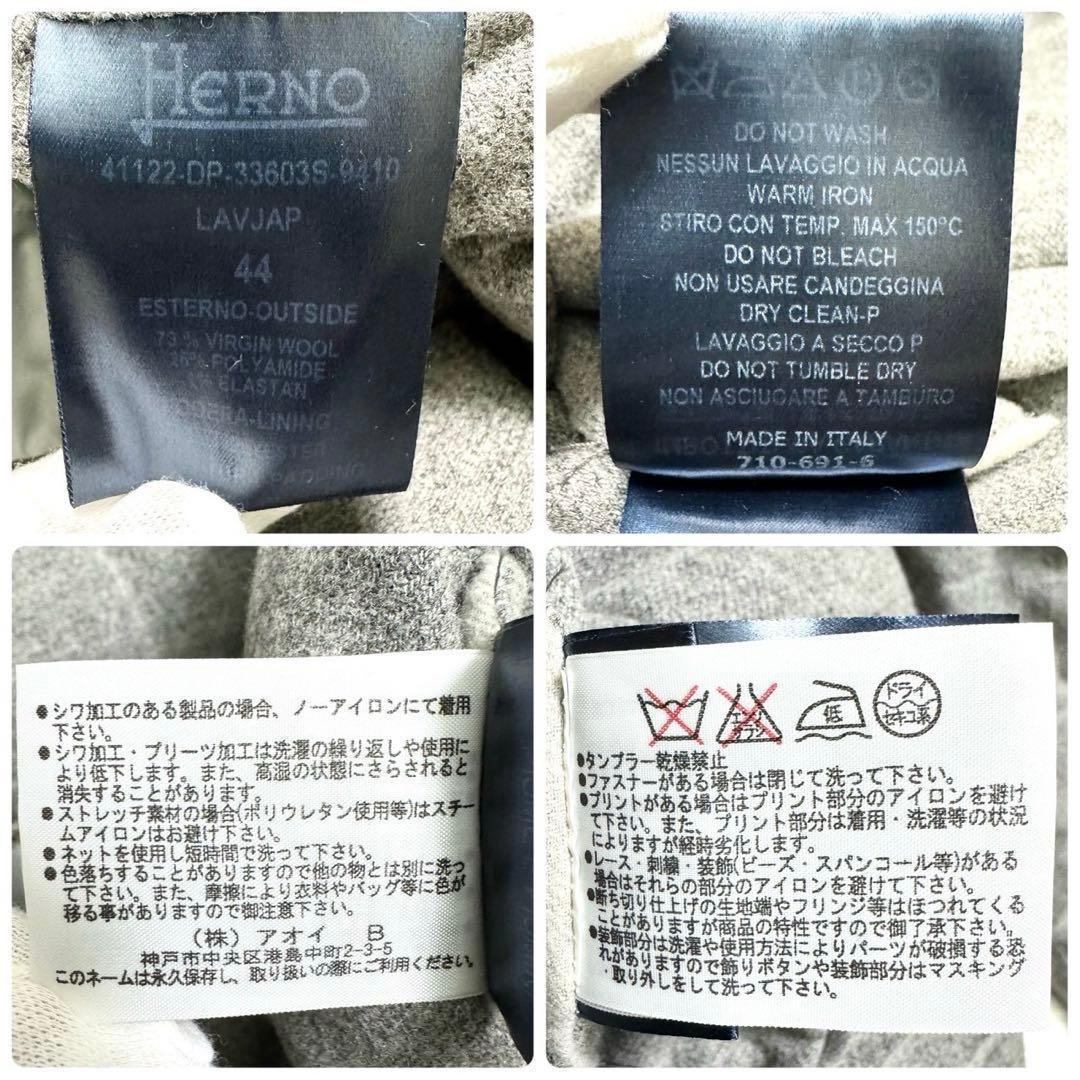 HERNO
41122-DP-33603S-9410
LAVJAP
44
ESTERNO-OUTSIDE
73 % VIRGIN WOOL
POLYAMIDE
ELASTAN
LINING
PADDING
DO NOT WASH
NESSUN LAVAGGIO IN ACQUA
WARM IRON
STIRO CON TEMP. MAX 150°C
DO NOT BLEACH
NON USARE CANDEGGINA
DRY CLEAN-P
LAVAGGIO A SECCO P
DO NOT TUMBLE DRY
NON ASCIUGARE A TAMBURO
MADE IN ITALY
710-691-6
●シワ加工のある製品の場合、ノーアイロンにて着用
下さい。
●シワ加工・プリーツ加工は洗濯の繰り返しや使用に
より低下します。また、高湿の状態にさらされると
消失することがあります。
●ストレッチ素材の場合(ポリウレタン使用等)はスチー
ムアイロンはお避け下さい。
●ネットを使用し短時間で洗って下さい。
●色落ちすることがありますので他の物とは別に洗っ
て下さい。また、摩擦により衣料やバッグ等に色が
移る事がありますので御注意下さい。
(株) アオイ B
神戸市中央区港島中町2-3-5
このネームは永久保存し、取り扱いの際にご利用ください。
エンソ
サラシ
低
ドライ
セキユ系
●タンブラー乾燥禁止
●ファスナーがある場合は閉じて洗って下さい。
●プリントがある場合はプリント部分のアイロンを避け
て下さい。また、プリント部分は着用・洗濯等の状況
によりますが経時劣化します。
●レース・刺繍・装飾(ビーズ・スパンコール等)がある
場合はそれらの部分のアイロンを避けて下さい。
●断ち切り仕上げの生地端やフリンジ等はほつれてくる
ことがありますが商品の特性ですので御了承下さい。
●装飾部分は洗濯や使用方法によりパーツが破損する恐
れがありますので飾りボタンや装飾部分はマスキング
・取り外しをして洗って下さい。